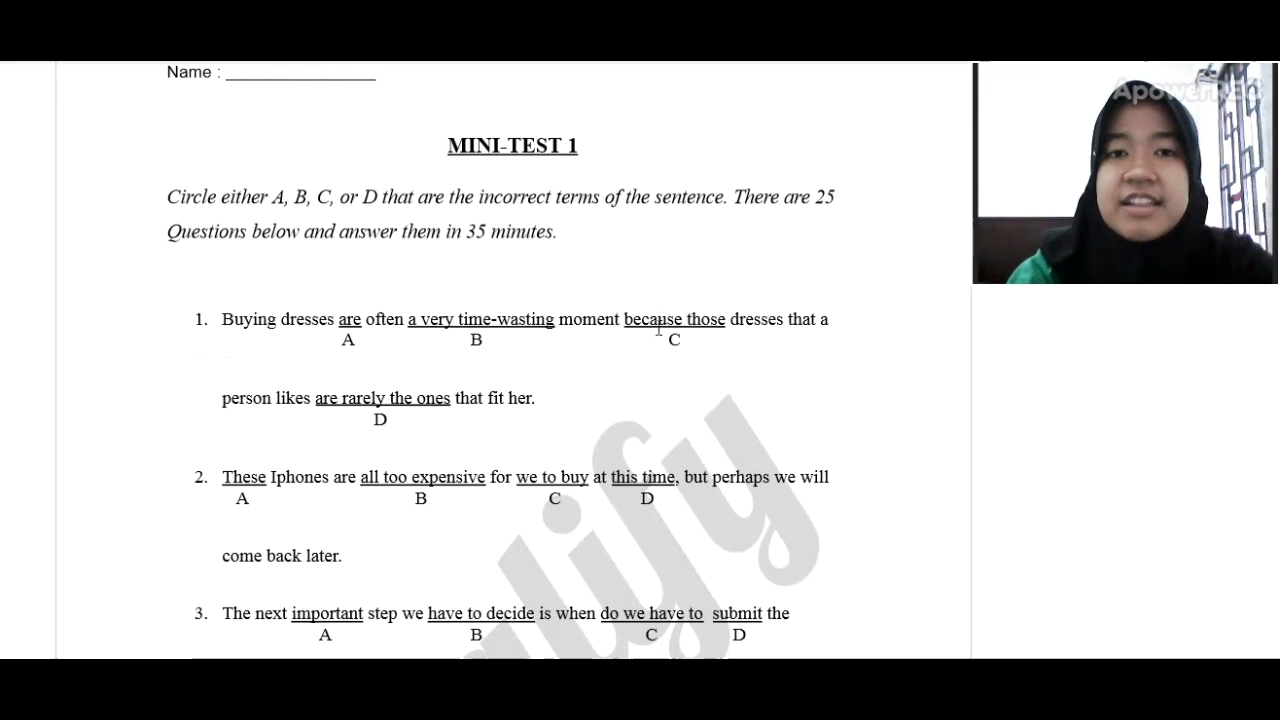 Name : _________________
ApowerREC
MINI-TEST 1
Circle either A, B, C, or D that are the incorrect terms of the sentence. There are 25
Questions below and answer them in 35 minutes.
1. Buying dresses are often a very time-wasting moment because those dresses that a
A B C
person likes are rarely the ones that fit her.
D
2. These Iphones are all too expensive for we to buy at this time, but perhaps we will
A B C D
come back later.
3. The next important step we have to decide is when do we have to submit the
A B C D